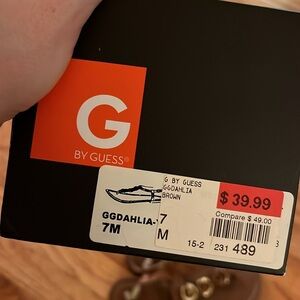 G
BY GUESS®
G BY GUESS
GGDAHLIA
BROWN
$ 39.99
Compare $ 49.00
GGDAHLIA-
7M
7
M
15-2 231 489